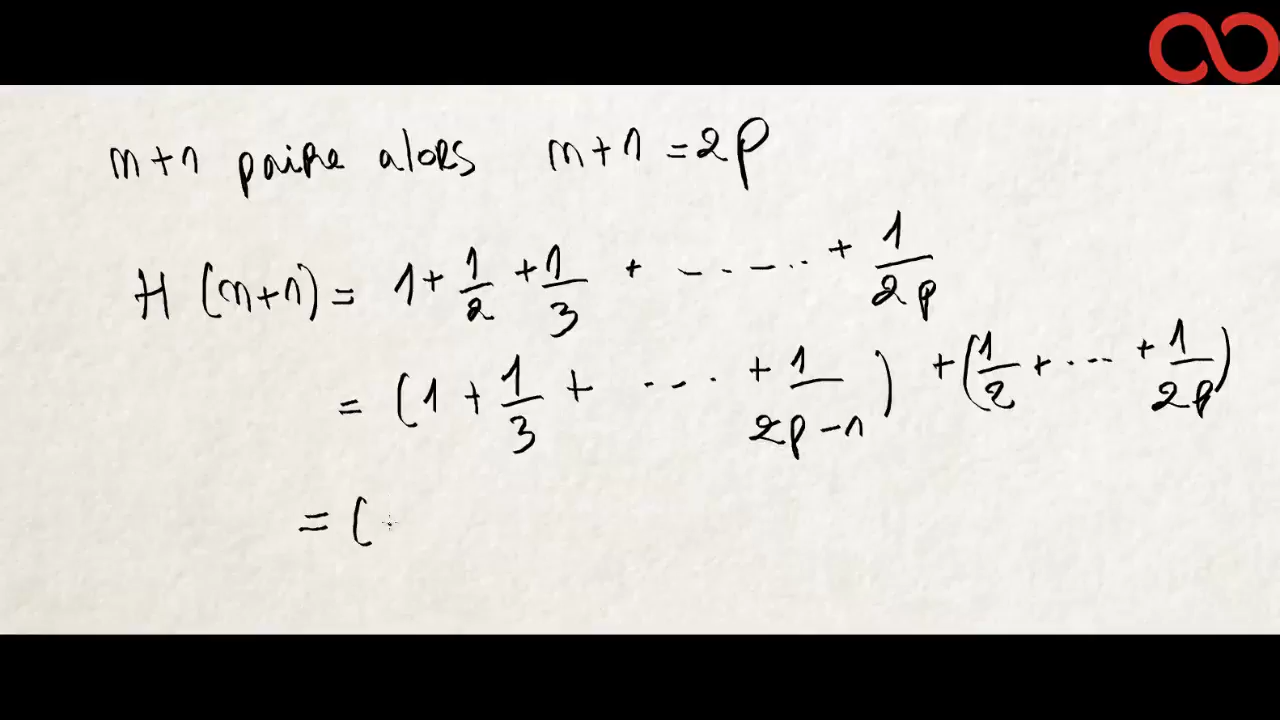 n+1 paire alors n+1 = 2p
H(n+1) = 1 + 1/2 + 1/3 + ..... + 1/2p
= (1 + 1/3 + .... + 1/2p-1) + (1/2 + ... + 1/2p)
= (